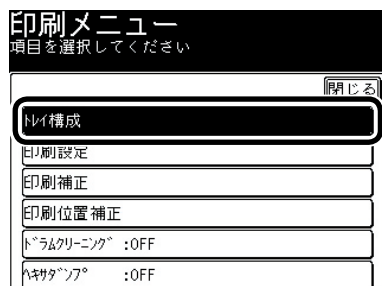 印刷メニュー
項目を選択してください
閉じる
ﾄﾚｲ構成
印刷設定
印刷補正
印刷位置補正
ﾄﾞﾗﾑｸﾘｰﾆﾝｸﾞ :OFF
ﾍｷｻﾀﾞﾝﾌﾟ :OFF